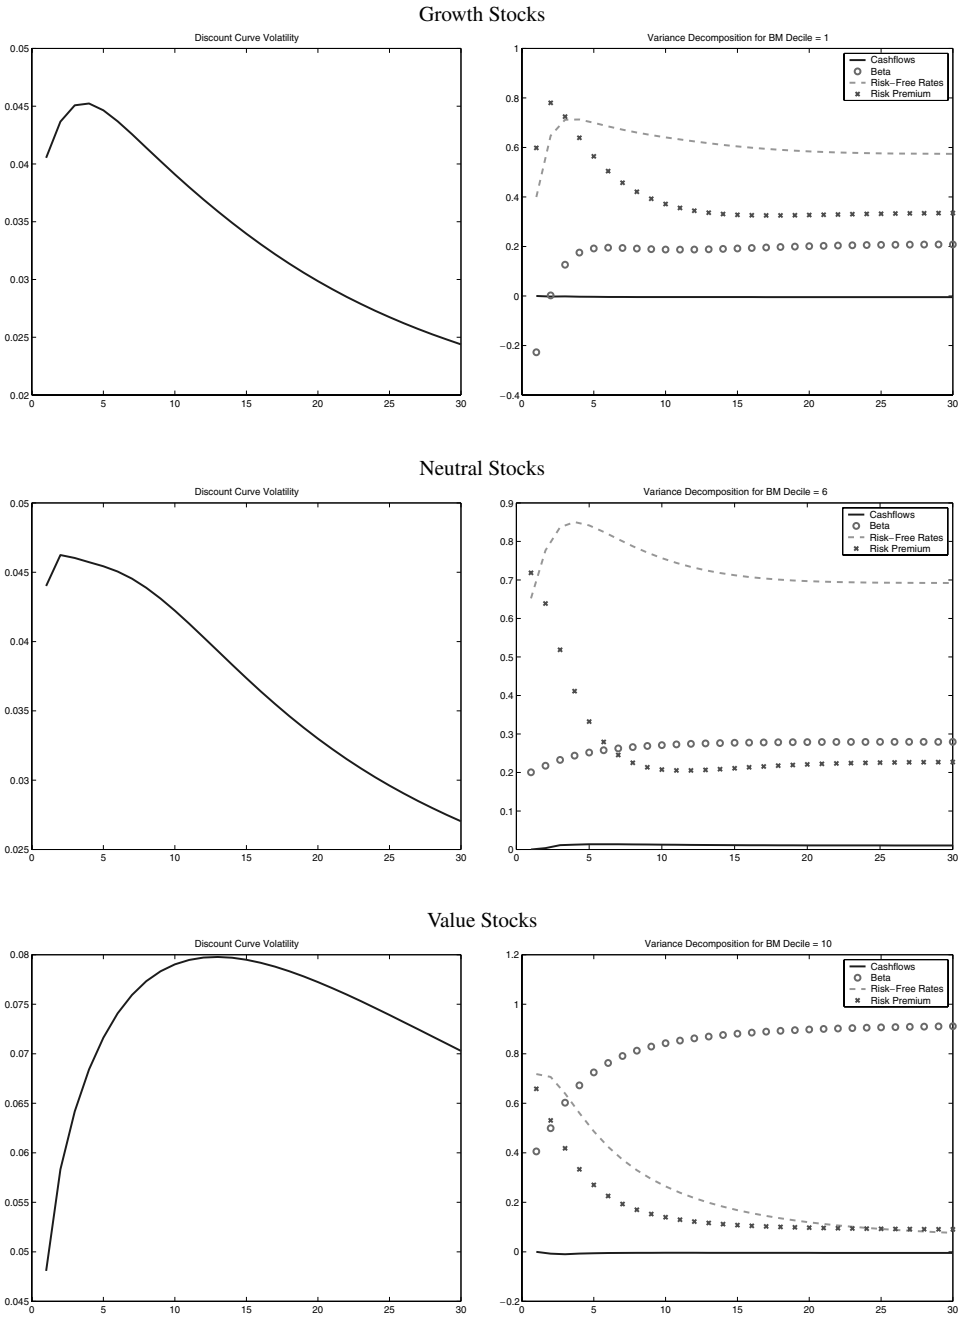 Growth Stocks
Discount Curve Volatility
0.05
0.045
0.04
0.035
0.03
0.025
0.02
0 5 10 15 20 25 30
Variance Decomposition for BM Decile = 1
1
0.8
0.6
0.4
0.2
0
−0.2
−0.4
0 5 10 15 20 25 30
Cashflows
Beta
Risk−Free Rates
Risk Premium
Neutral Stocks
Discount Curve Volatility
0.05
0.045
0.04
0.035
0.03
0.025
0 5 10 15 20 25 30
Variance Decomposition for BM Decile = 6
0.9
0.8
0.7
0.6
0.5
0.4
0.3
0.2
0.1
0
0 5 10 15 20 25 30
Cashflows
Beta
Risk−Free Rates
Risk Premium
Value Stocks
Discount Curve Volatility
0.08
0.075
0.07
0.065
0.06
0.055
0.05
0.045
0 5 10 15 20 25 30
Variance Decomposition for BM Decile = 10
1.2
1
0.8
0.6
0.4
0.2
0
−0.2
0 5 10 15 20 25 30
Cashflows
Beta
Risk−Free Rates
Risk Premium